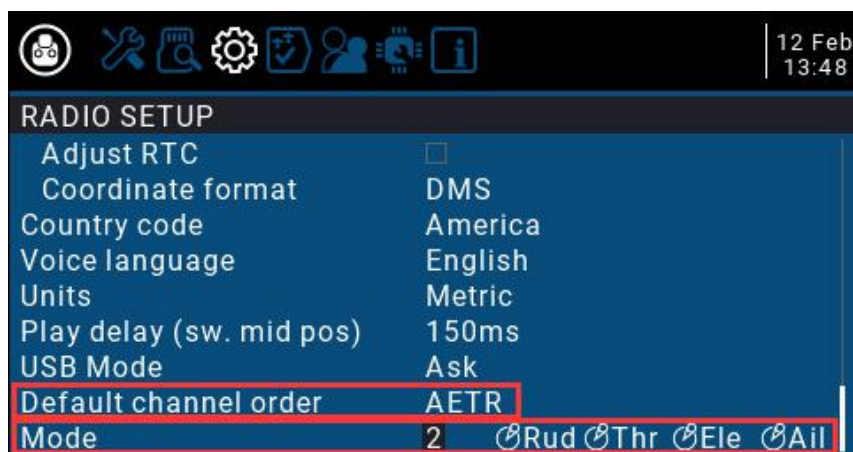 12 Feb
13:48
RADIO SETUP
Adjust RTC
Coordinate format DMS
Country code America
Voice language English
Units Metric
Play delay (sw. mid pos) 150ms
USB Mode Ask
Default channel order AETR
Mode 2 Rud Thr Ele Ail